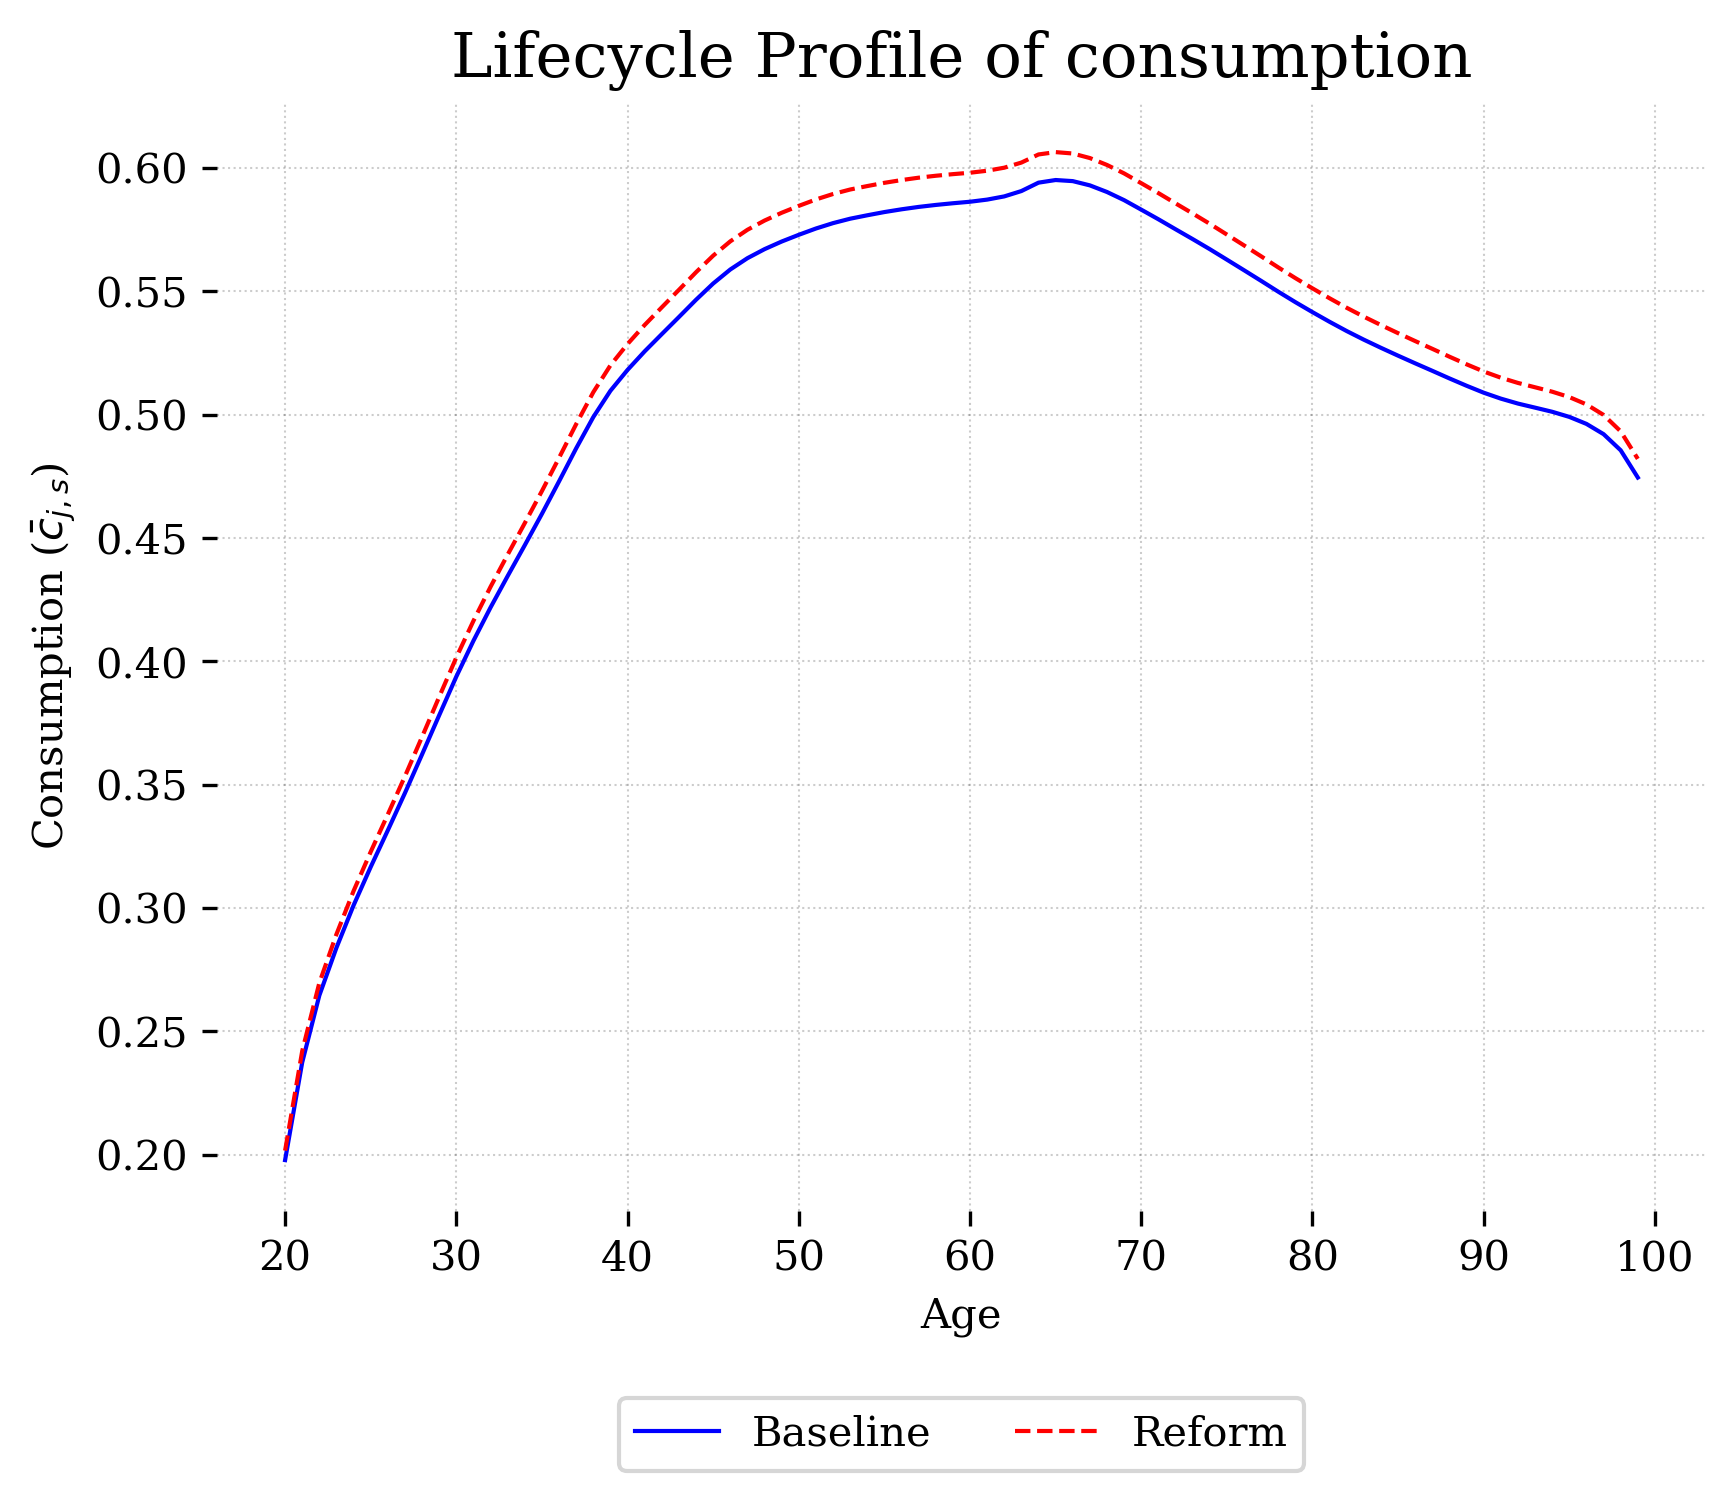 Lifecycle Profile of consumption
0.60
0.55
0.50
0.45
0.40
0.35
0.30
0.25
0.20
Consumption (c̄_{j,s})
20 30 40 50 60 70 80 90 100
Age
Baseline Reform